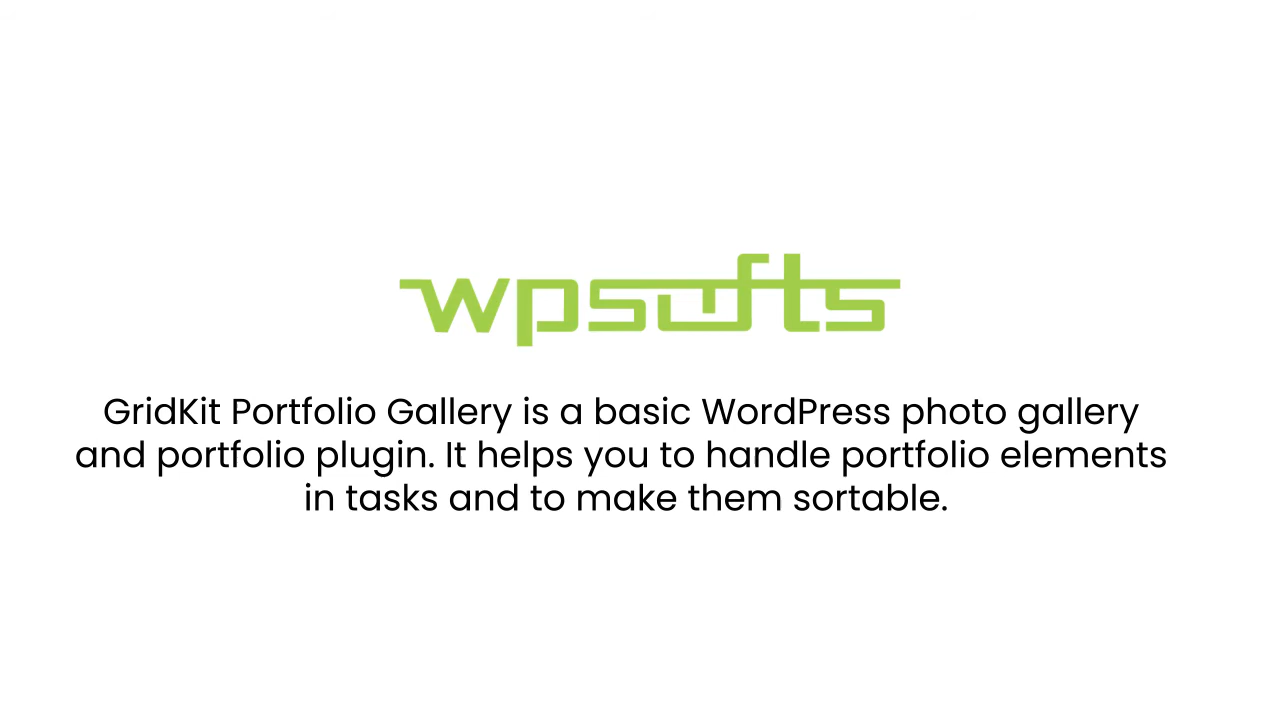 wpsofts
GridKit Portfolio Gallery is a basic WordPress photo gallery
and portfolio plugin. It helps you to handle portfolio elements
in tasks and to make them sortable.